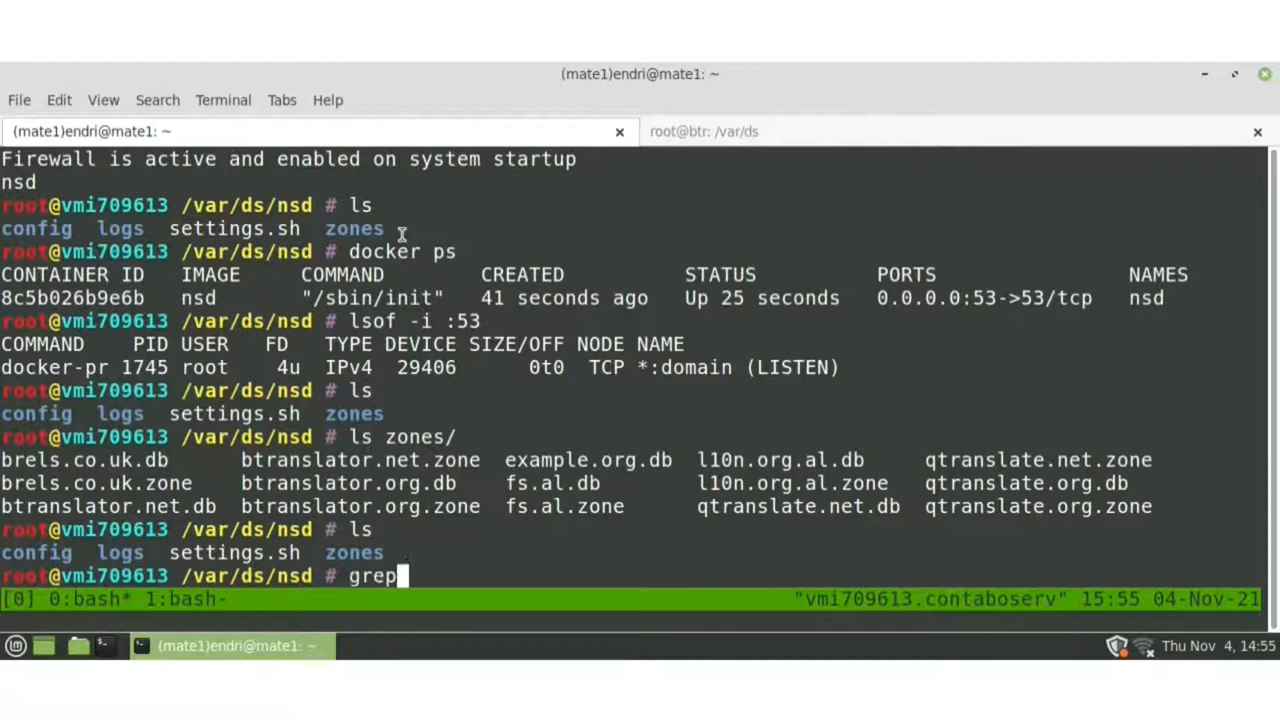 (mate1)endri@mate1: ~
File Edit View Search Terminal Tabs Help
(mate1)endri@mate1: ~ × root@btr: /var/ds ×
Firewall is active and enabled on system startup
nsd
root@vmi709613 /var/ds/nsd # ls
config logs settings.sh zones
root@vmi709613 /var/ds/nsd # docker ps
CONTAINER ID IMAGE COMMAND CREATED STATUS PORTS NAMES
8c5b026b9e6b nsd "/sbin/init" 41 seconds ago Up 25 seconds 0.0.0.0:53->53/tcp nsd
root@vmi709613 /var/ds/nsd # lsof -i :53
COMMAND PID USER FD TYPE DEVICE SIZE/OFF NODE NAME
docker-pr 1745 root 4u IPv4 29406 0t0 TCP *:domain (LISTEN)
root@vmi709613 /var/ds/nsd # ls
config logs settings.sh zones
root@vmi709613 /var/ds/nsd # ls zones/
brels.co.uk.db btranslator.net.zone example.org.db l10n.org.al.db qtranslate.net.zone
brels.co.uk.zone btranslator.org.db fs.al.db l10n.org.al.zone qtranslate.org.db
btranslator.net.db btranslator.org.zone fs.al.zone qtranslate.net.db qtranslate.org.zone
root@vmi709613 /var/ds/nsd # ls
config logs settings.sh zones
root@vmi709613 /var/ds/nsd # grep
[0] 0:bash* 1:bash- "vmi709613.contaboserv" 15:55 04-Nov-21
(mate1)endri@mate1: ~ Thu Nov 4, 14:55